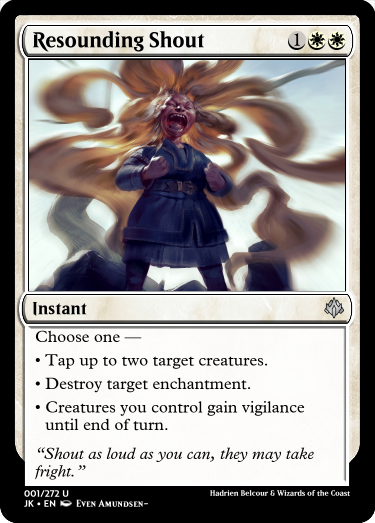 Resounding Shout 1
Instant
Choose one —
• Tap up to two target creatures.
• Destroy target enchantment.
• Creatures you control gain vigilance
until end of turn.
“Shout as loud as you can, they may take
fright.”
001/272 U
JK • EN Even Amundsen–
Hadrien Belcour & Wizards of the Coast